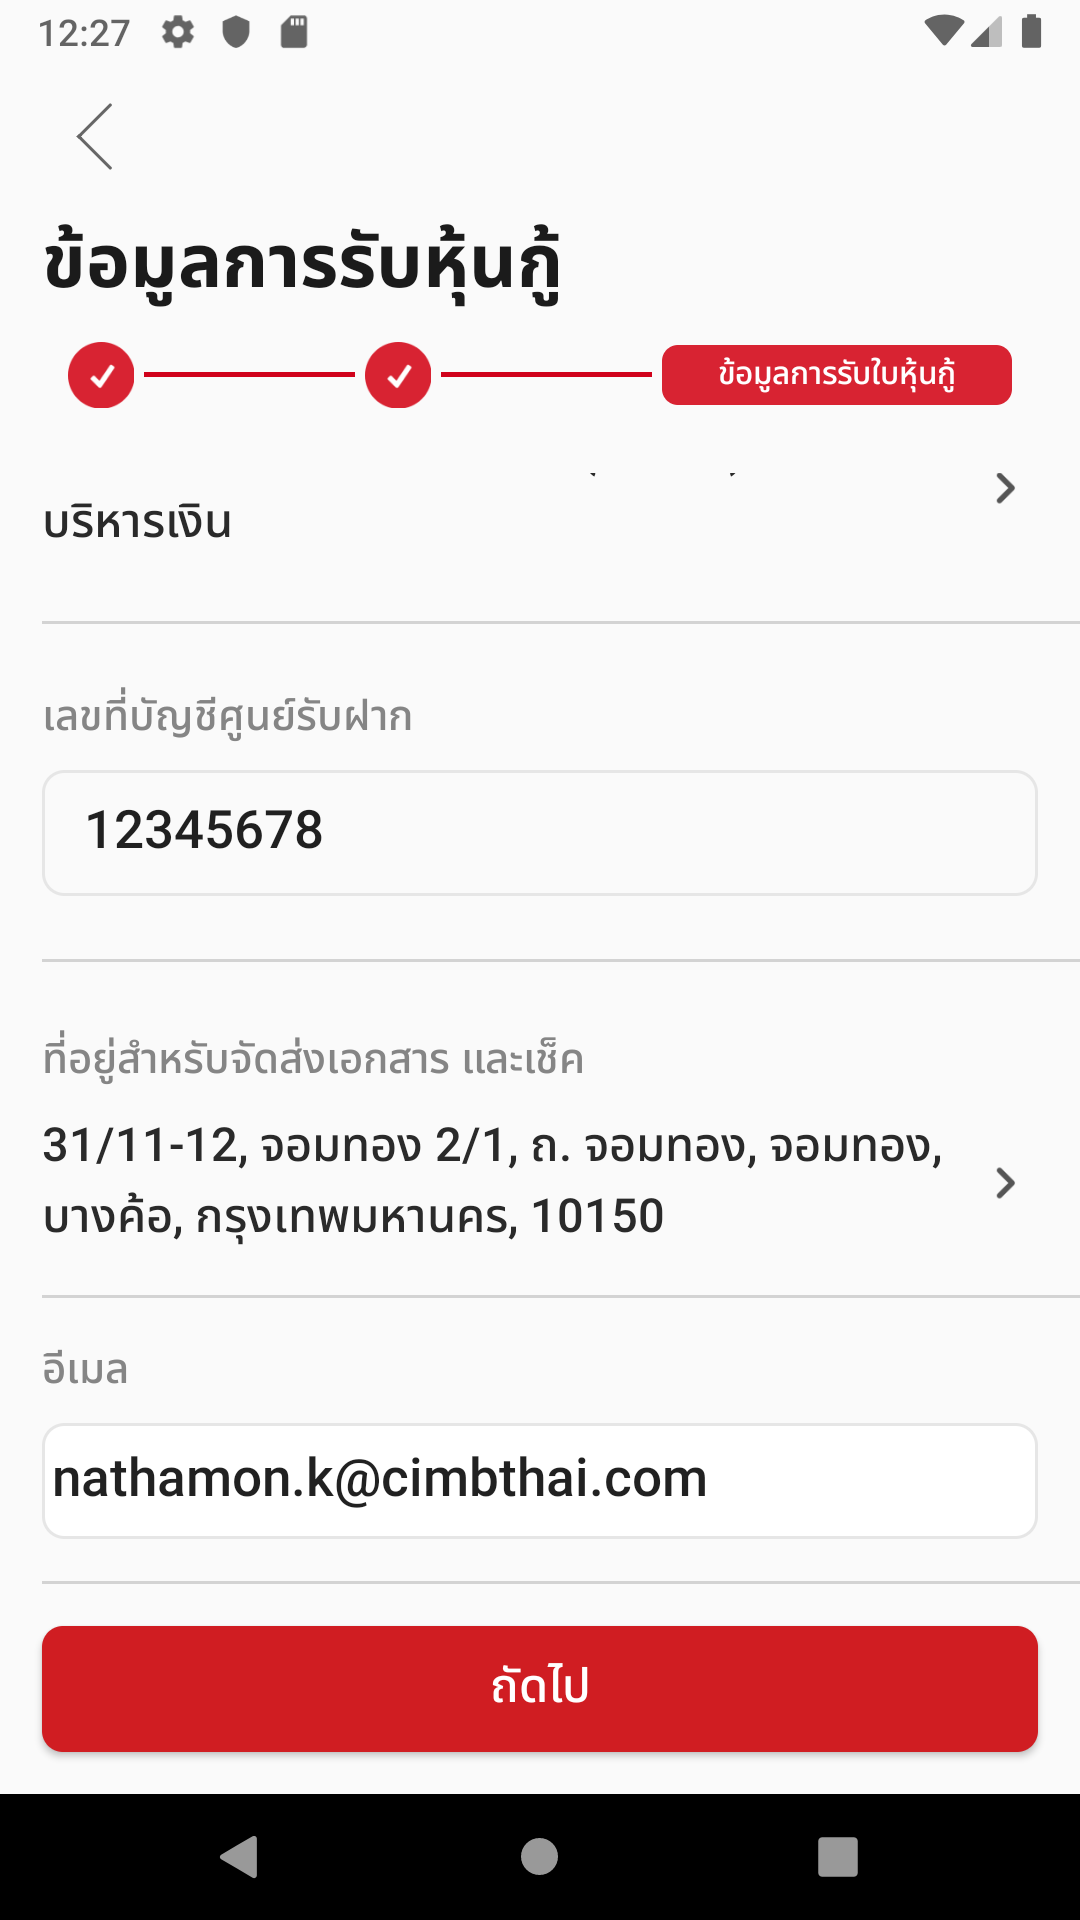 12:27
ข้อมูลการรับหุ้นกู้
ข้อมูลการรับใบหุ้นกู้
บริหารเงิน
เลขที่บัญชีศูนย์รับฝาก
12345678
ที่อยู่สำหรับจัดส่งเอกสาร และเช็ค
31/11-12, จอมทอง 2/1, ถ. จอมทอง, จอมทอง,
บางค้อ, กรุงเทพมหานคร, 10150
อีเมล
nathamon.k@cimbthai.com
ถัดไป